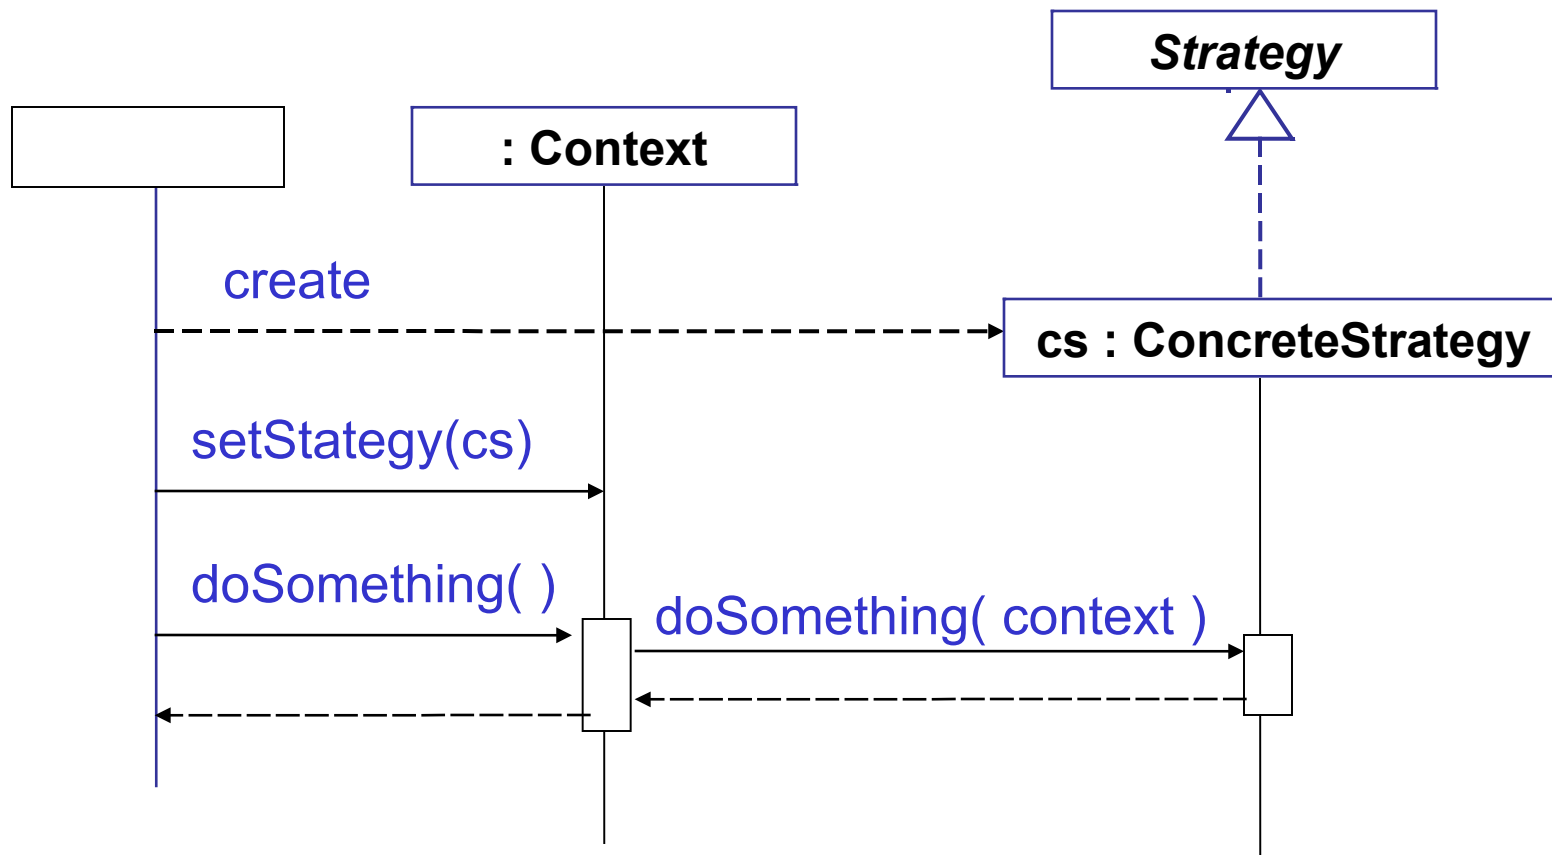 Strategy
: Context
create
cs : ConcreteStrategy
setStategy(cs)
doSomething( )
doSomething( context )